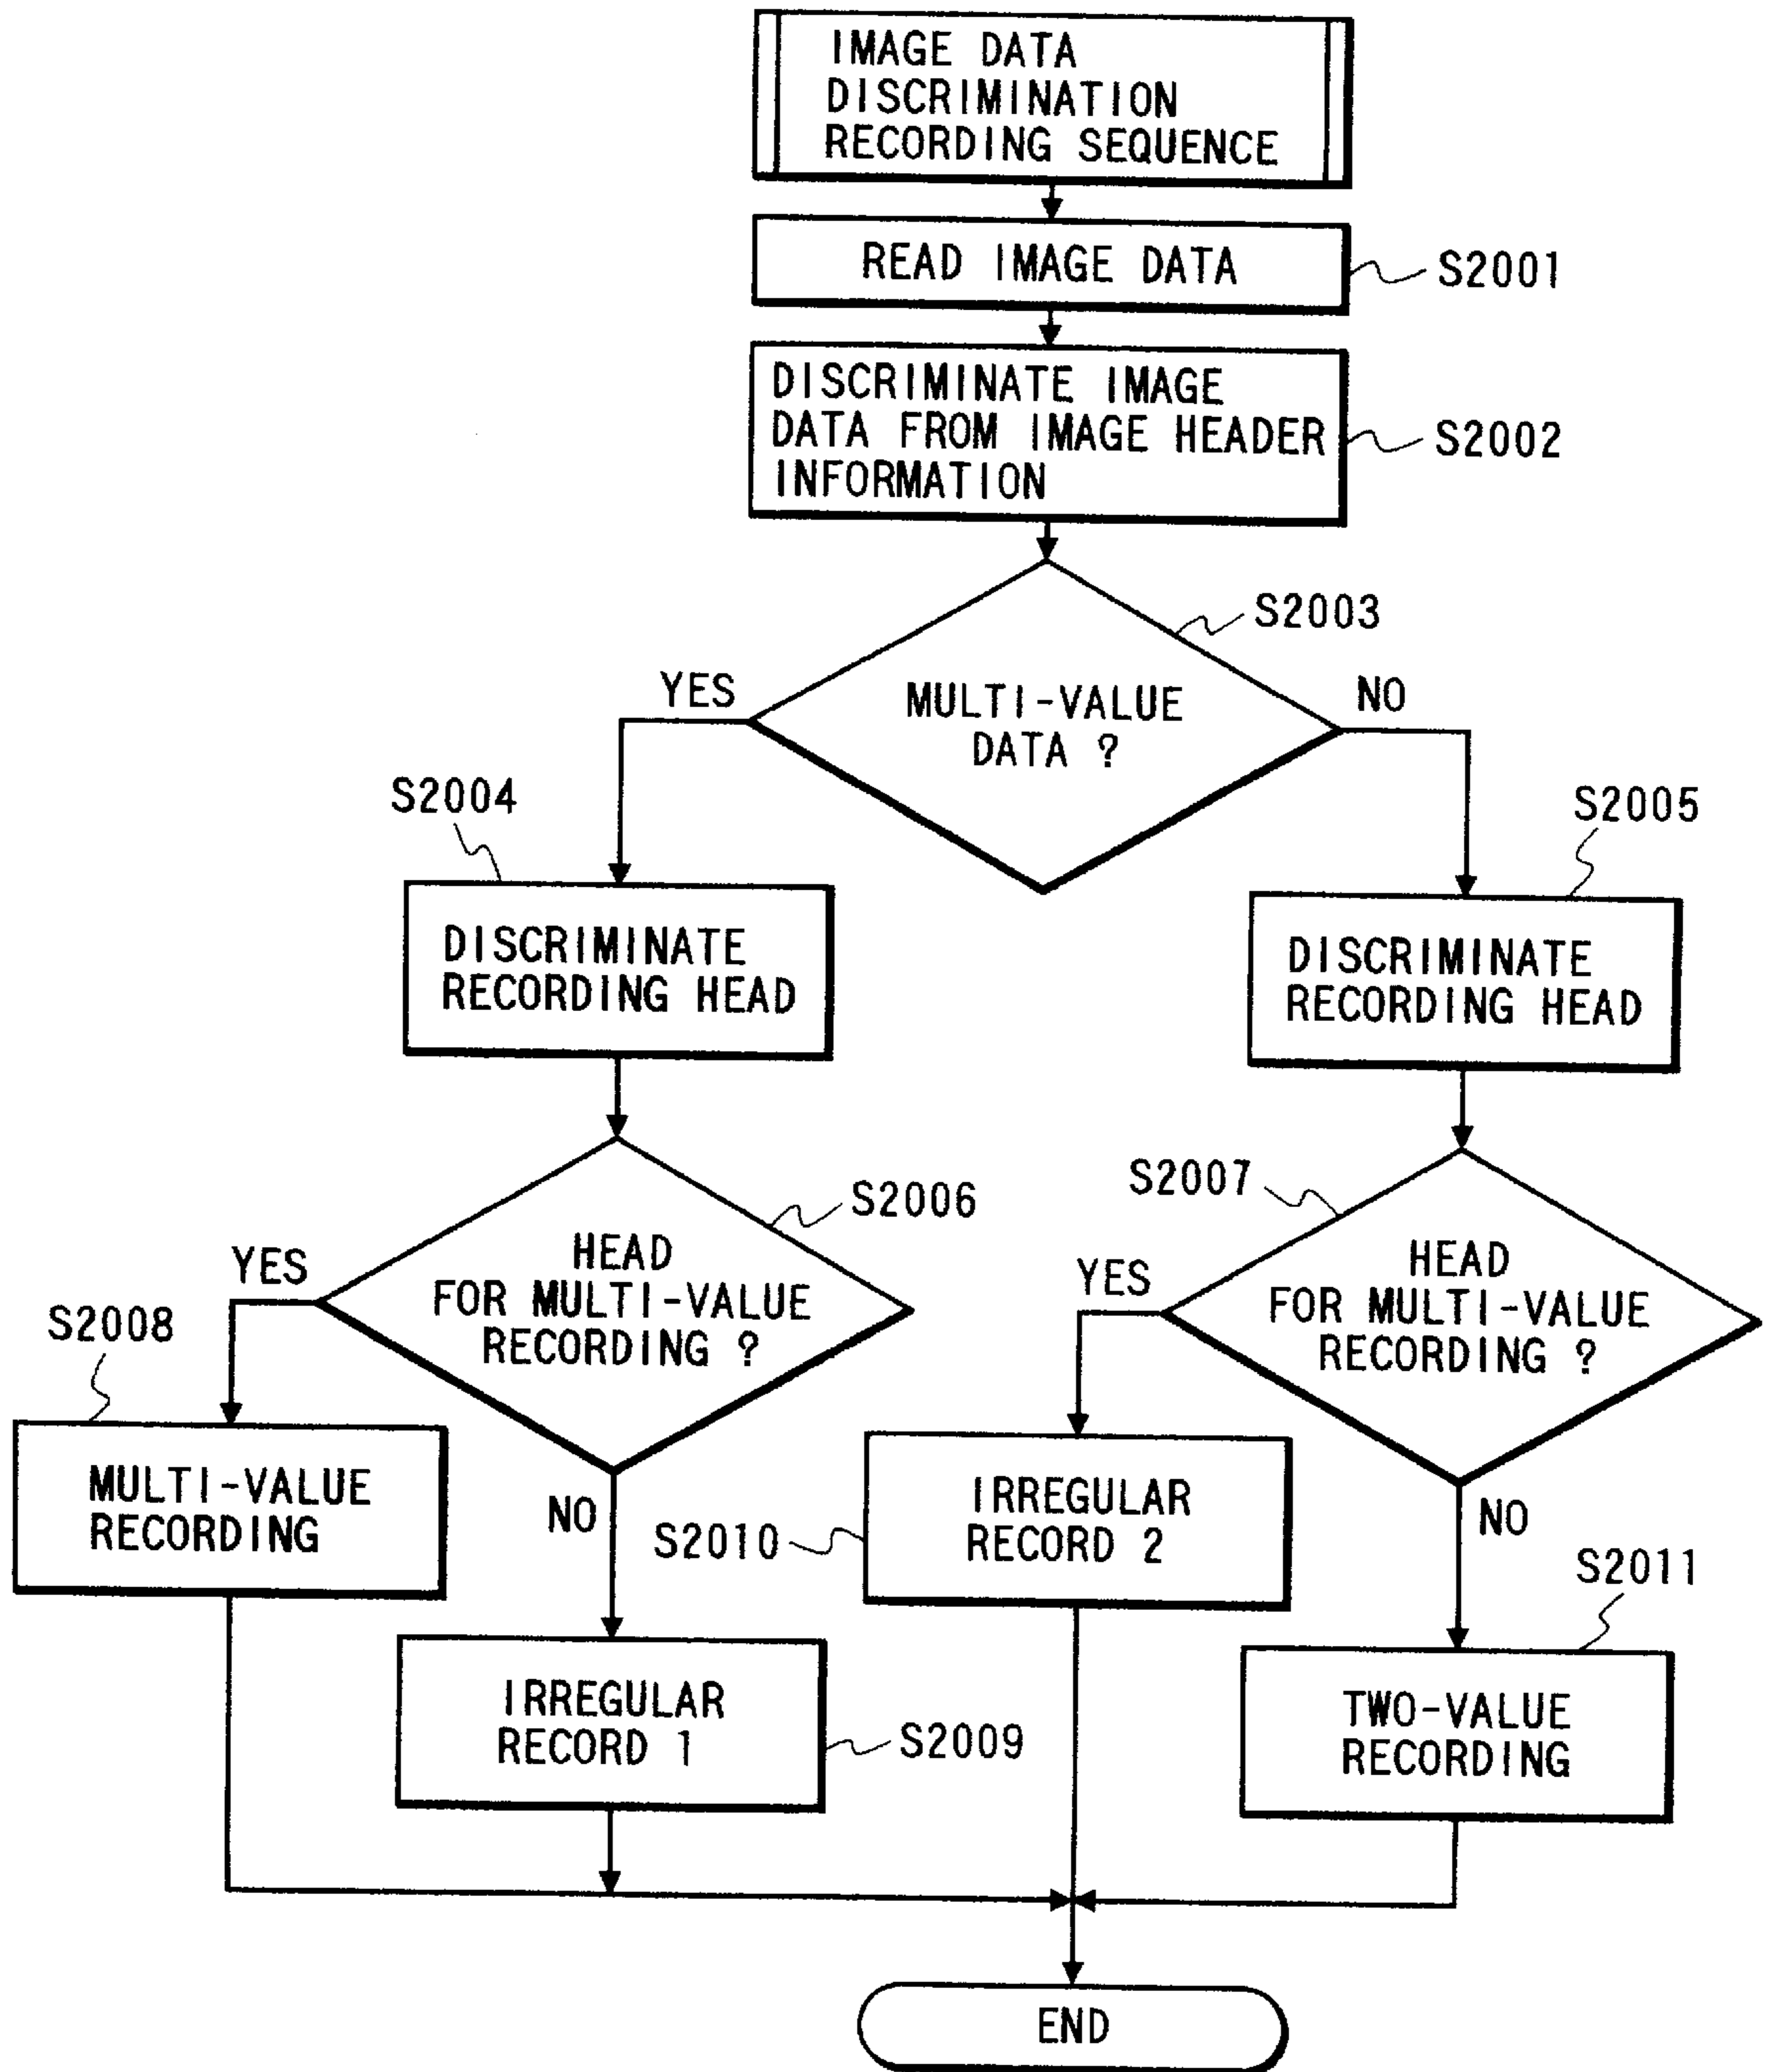 IMAGE DATA
DISCRIMINATION
RECORDING SEQUENCE
READ IMAGE DATA
S2001
DISCRIMINATE IMAGE
DATA FROM IMAGE HEADER
INFORMATION
S2002
S2003
YES
MULTI-VALUE
DATA ?
NO
S2004
S2005
DISCRIMINATE
RECORDING HEAD
DISCRIMINATE
RECORDING HEAD
S2006
YES
HEAD
FOR MULTI-VALUE
RECORDING ?
S2007
YES
HEAD
FOR MULTI-VALUE
RECORDING ?
S2008
MULTI-VALUE
RECORDING
NO
S2010
IRREGULAR
RECORD 2
NO
S2011
IRREGULAR
RECORD 1
S2009
TWO-VALUE
RECORDING
END